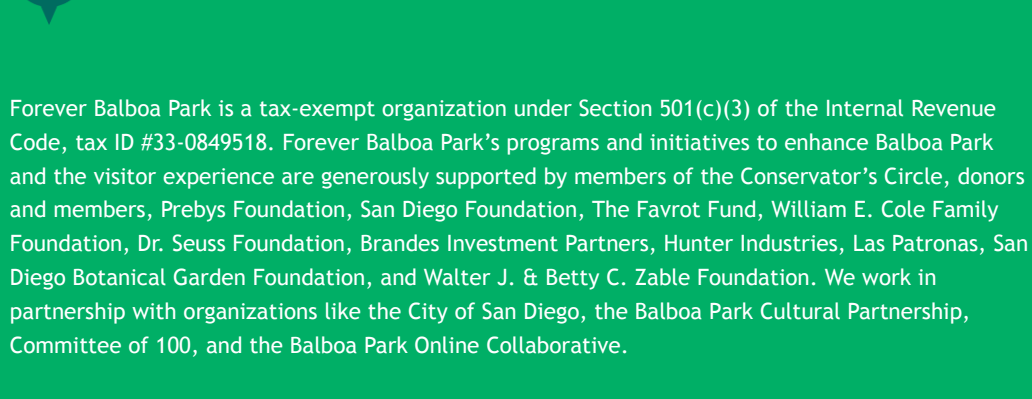 Forever Balboa Park is a tax-exempt organization under Section 501(c)(3) of the Internal Revenue
Code, tax ID #33-0849518. Forever Balboa Park’s programs and initiatives to enhance Balboa Park
and the visitor experience are generously supported by members of the Conservator’s Circle, donors
and members, Prebys Foundation, San Diego Foundation, The Favrot Fund, William E. Cole Family
Foundation, Dr. Seuss Foundation, Brandes Investment Partners, Hunter Industries, Las Patronas, San
Diego Botanical Garden Foundation, and Walter J. & Betty C. Zable Foundation. We work in
partnership with organizations like the City of San Diego, the Balboa Park Cultural Partnership,
Committee of 100, and the Balboa Park Online Collaborative.